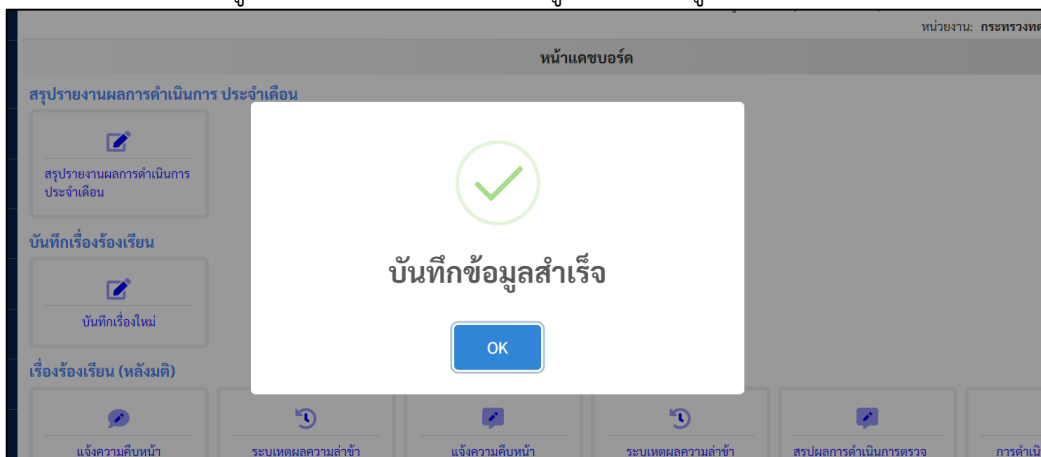 หน่วยงาน: กระทรวงทด
หน้าแดชบอร์ด
สรุปรายงานผลการดำเนินการ ประจำเดือน
สรุปรายงานผลการดำเนินการ
ประจำเดือน
บันทึกข้อมูลสำเร็จ
OK
บันทึกเรื่องร้องเรียน
บันทึกเรื่องใหม่
เรื่องร้องเรียน (หลังมติ)
แจ้งความคืบหน้า
ระบุเหตุผลความล่าช้า
แจ้งความคืบหน้า
ระบุเหตุผลความล่าช้า
สรุปผลการดำเนินการตรวจ
การดำเนิ